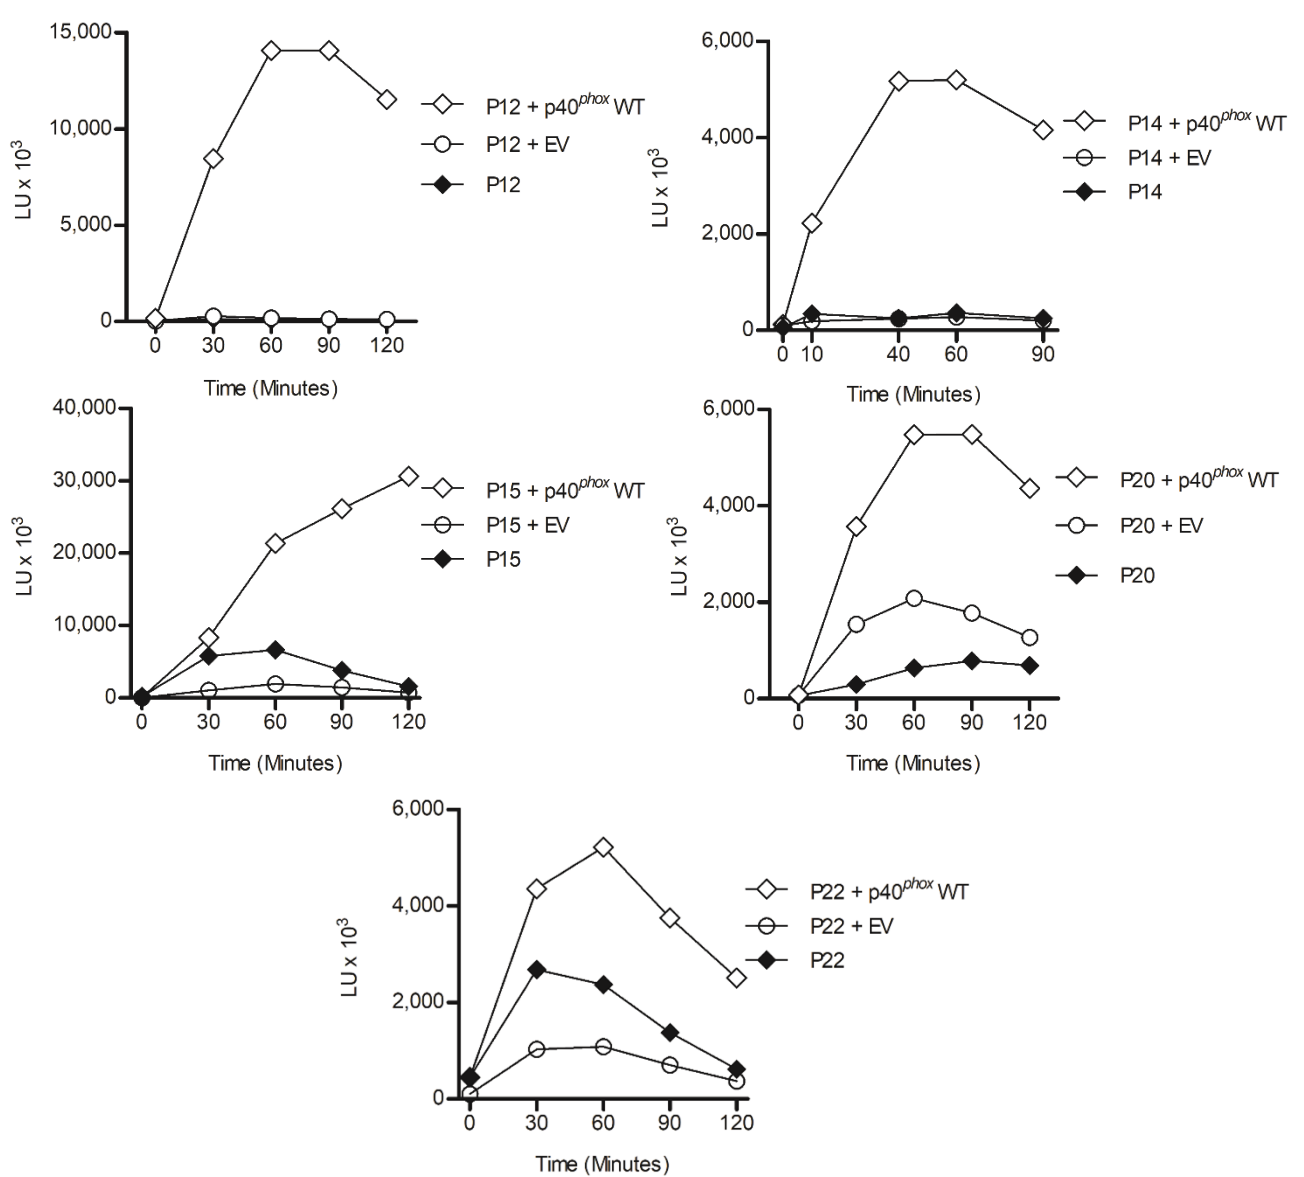 15,000
10,000
5,000
0
LU x 10³
0 30 60 90 120
Time (Minutes)
P12 + p40phox WT
P12 + EV
P12
6,000
4,000
2,000
0
LU x 10³
0 10 40 60 90
Time (Minutes)
P14 + p40phox WT
P14 + EV
P14
40,000
30,000
20,000
10,000
0
LU x 10³
0 30 60 90 120
Time (Minutes)
P15 + p40phox WT
P15 + EV
P15
6,000
4,000
2,000
0
LU x 10³
0 30 60 90 120
Time (Minutes)
P20 + p40phox WT
P20 + EV
P20
6,000
4,000
2,000
0
LU x 10³
0 30 60 90 120
Time (Minutes)
P22 + p40phox WT
P22 + EV
P22